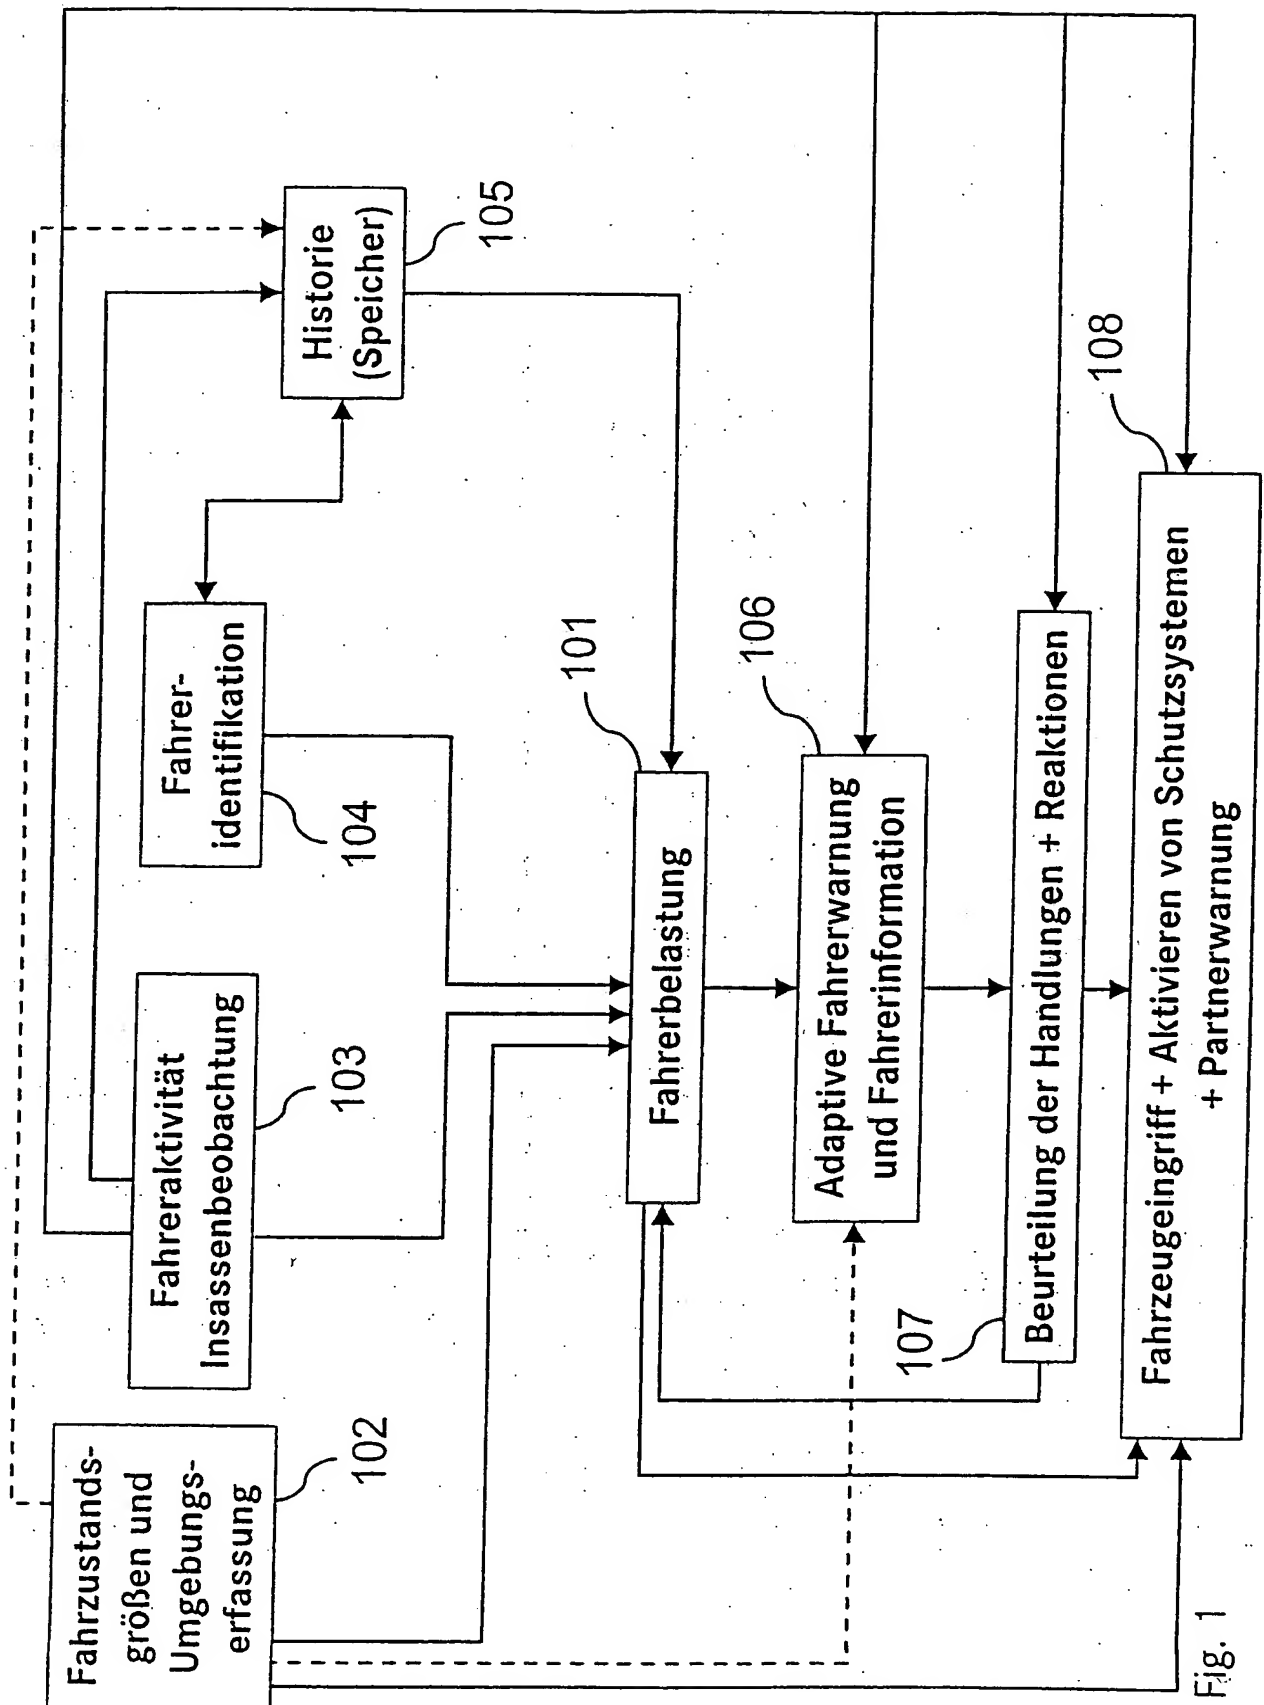 Fahrzustands-
größen und
Umgebungs-
erfassung
102
Fahreraktivität
Insassenbeobachtung
103
Fahrer-
identifikation
104
Historie
(Speicher)
105
Fahrerbelastung
101
Adaptive Fahrerwarnung
und Fahrerinformation
106
Beurteilung der Handlungen + Reaktionen
107
Fahrzeugeingriff + Aktivieren von Schutzsystemen
+ Partnerwarnung
108
Fig. 1